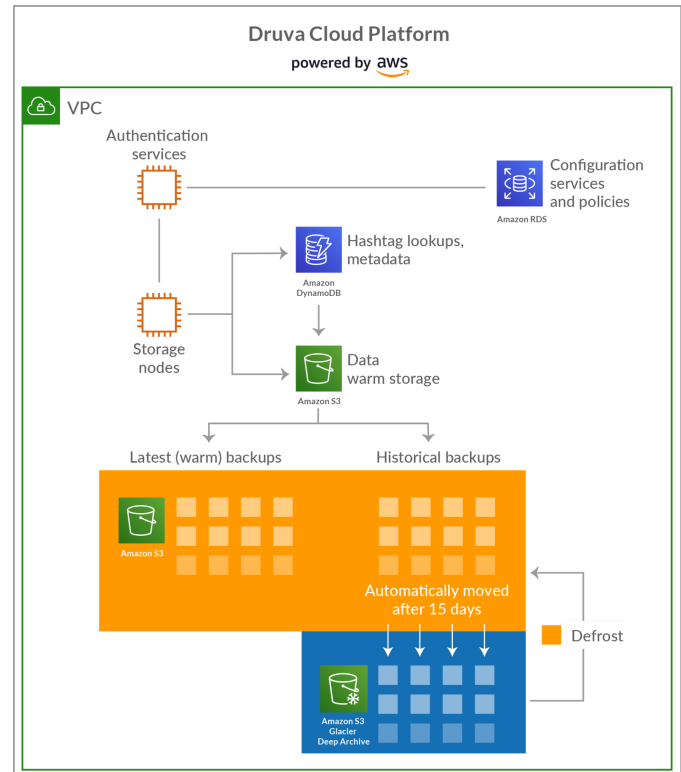 Druva Cloud Platform
powered by aws
VPC
Authentication
services
Configuration
services
and policies
Amazon RDS
Hashtag lookups,
metadata
Amazon
DynamoDB
Storage
nodes
Data
warm storage
Amazon S3
Latest (warm) backups
Historical backups
Amazon S3
Automatically moved
after 15 days
Defrost
Amazon S3
Glacier
Deep Archive